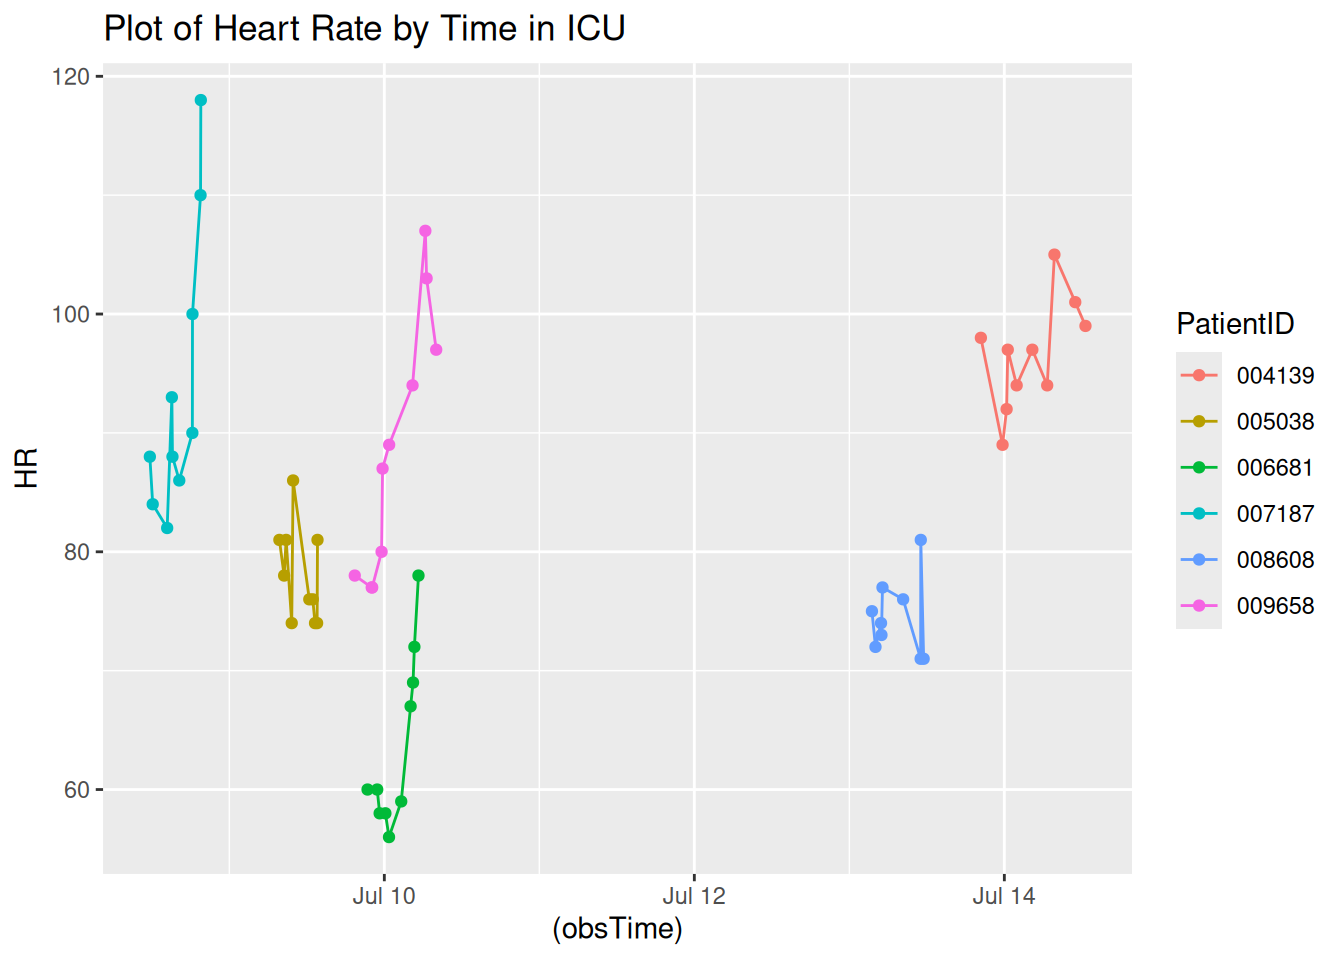 Plot of Heart Rate by Time in ICU
120
100
80
60
HR
Jul 10
Jul 12
Jul 14
(obsTime)
PatientID
004139
005038
006681
007187
008608
009658